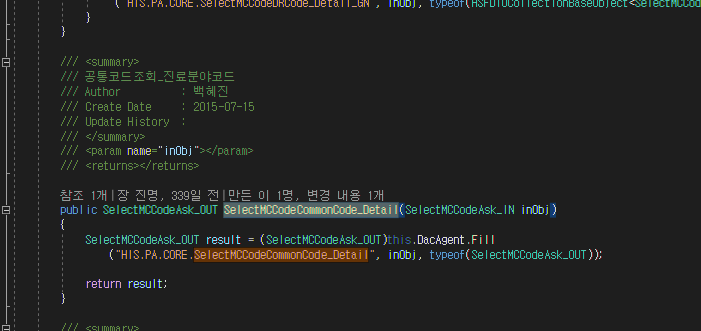 ("HIS.PA.CORE.SelectMCCodeDRCode_Detail_GN", inObj, typeof(HSFDTOCollectionBaseObject<SelectMCCod
}
}
/// <summary>
/// 공통코드조회_진료분야코드
/// Author : 백혜진
/// Create Date : 2015-07-15
/// Update History :
/// </summary>
/// <param name="inObj"></param>
/// <returns></returns>
참조 1개|장 진명, 339일 전|만든 이 1명, 변경 내용 1개
public SelectMCCodeAsk_OUT SelectMCCodeCommonCode_Detail(SelectMCCodeAsk_IN inObj)
{
SelectMCCodeAsk_OUT result = (SelectMCCodeAsk_OUT)this.DacAgent.Fill
("HIS.PA.CORE.SelectMCCodeCommonCode_Detail", inObj, typeof(SelectMCCodeAsk_OUT));
return result;
}
/// <summary>